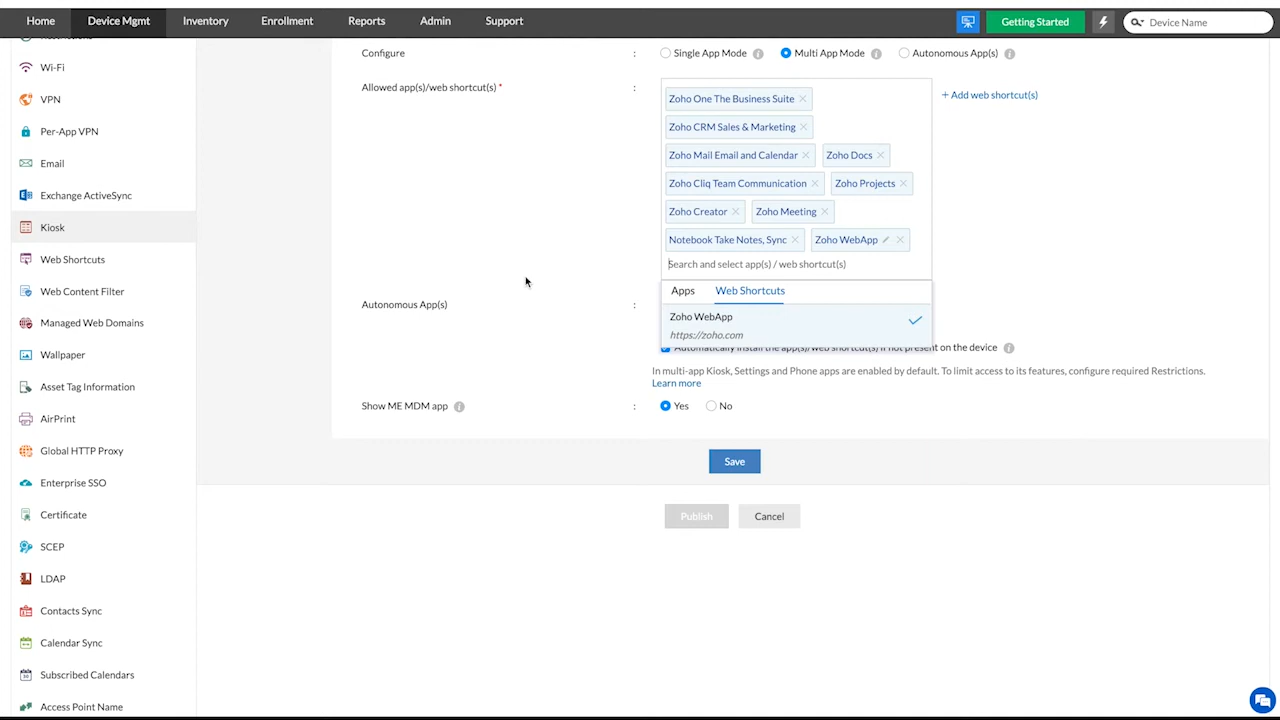 Home
Device Mgmt
Inventory
Enrollment
Reports
Admin
Support
Getting Started
Device Name
Restrictions
Wi-Fi
VPN
Per-App VPN
Email
Exchange ActiveSync
Kiosk
Web Shortcuts
Web Content Filter
Managed Web Domains
Wallpaper
Asset Tag Information
AirPrint
Global HTTP Proxy
Enterprise SSO
Certificate
SCEP
LDAP
Contacts Sync
Calendar Sync
Subscribed Calendars
Access Point Name
Configure : Single App Mode Multi App Mode Autonomous App(s)
Allowed app(s)/web shortcut(s) * :
Zoho One The Business Suite
+ Add web shortcut(s)
Zoho CRM Sales & Marketing
Zoho Mail Email and Calendar Zoho Docs
Zoho Cliq Team Communication Zoho Projects
Zoho Creator Zoho Meeting
Notebook Take Notes, Sync Zoho WebApp
Search and select app(s) / web shortcut(s)
Apps Web Shortcuts
Autonomous App(s) :
Zoho WebApp
https://zoho.com
Automatically install the app(s)/web shortcut(s) if not present on the device
In multi-app Kiosk, Settings and Phone apps are enabled by default. To limit access to its features, configure required Restrictions.
Learn more
Show ME MDM app : Yes No
Save
Publish Cancel